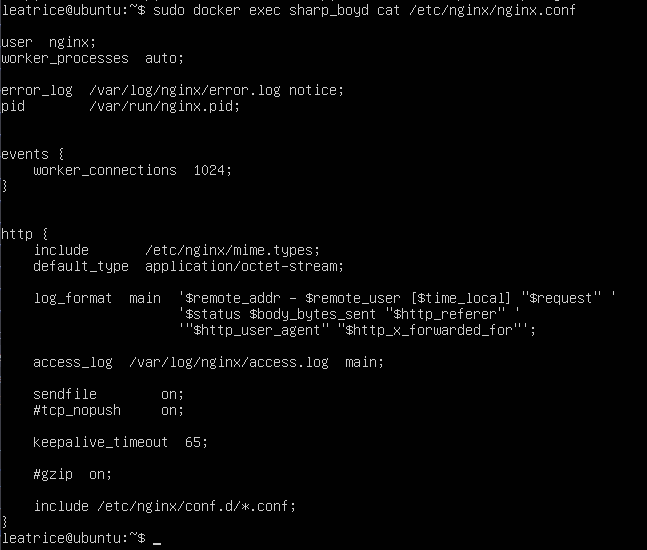 leatrice@ubuntu:~$ sudo docker exec sharp_boyd cat /etc/nginx/nginx.conf

user  nginx;
worker_processes  auto;

error_log  /var/log/nginx/error.log notice;
pid        /var/run/nginx.pid;


events {
    worker_connections  1024;
}


http {
    include       /etc/nginx/mime.types;
    default_type  application/octet-stream;

    log_format  main  '$remote_addr - $remote_user [$time_local] "$request" '
                      '$status $body_bytes_sent "$http_referer" '
                      '"$http_user_agent" "$http_x_forwarded_for"';

    access_log  /var/log/nginx/access.log  main;

    sendfile        on;
    #tcp_nopush     on;

    keepalive_timeout  65;

    #gzip  on;

    include /etc/nginx/conf.d/*.conf;
}
leatrice@ubuntu:~$ _